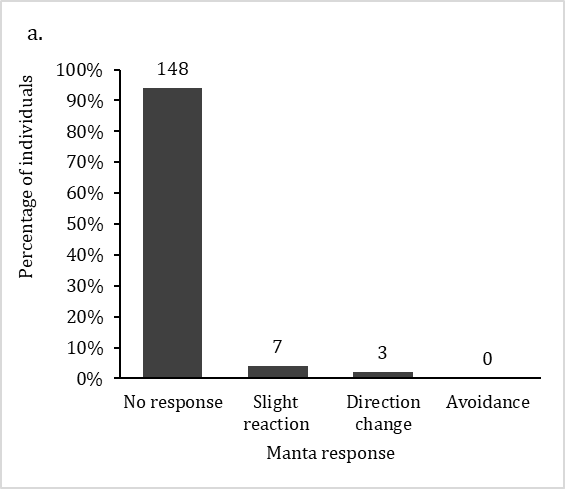 a.
Percentage of individuals
100%
90%
80%
70%
60%
50%
40%
30%
20%
10%
0%
148
7
3
0
No response
Slight
reaction
Direction
change
Avoidance
Manta response